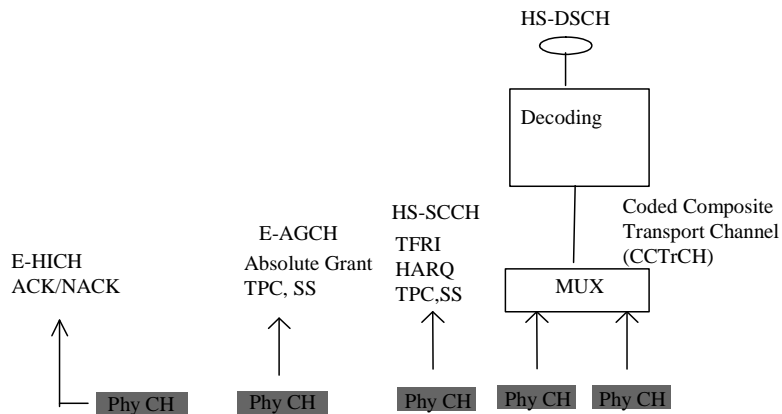 HS-DSCH
Decoding
Coded Composite
Transport Channel
(CCTrCH)
HS-SCCH
TFRI
HARQ
TPC,SS
E-AGCH
Absolute Grant
TPC, SS
E-HICH
ACK/NACK
MUX
Phy CH
Phy CH
Phy CH
Phy CH
Phy CH